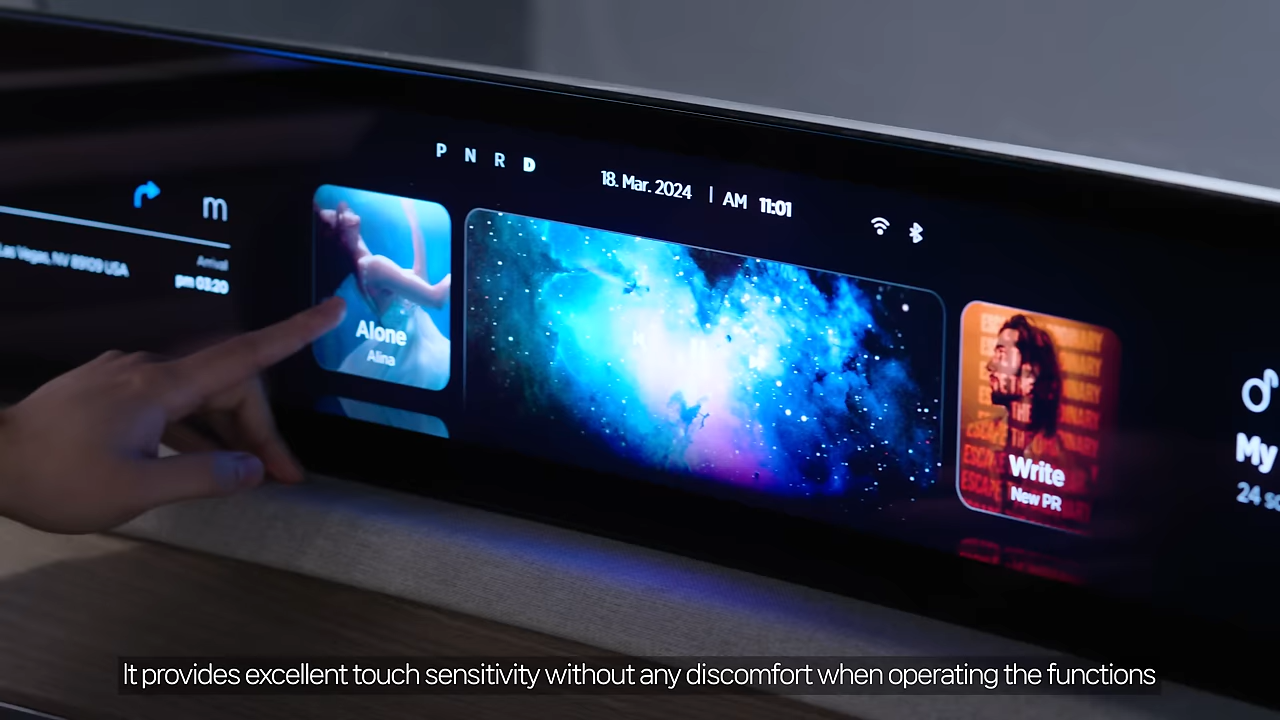 P N R D
18. Mar. 2024 | AM 11:01
m
Las Vegas, NV 89109 USA
Arrival
pm 03:20
Alone
Alina
Write
New PR
My
24
It provides excellent touch sensitivity without any discomfort when operating the functions